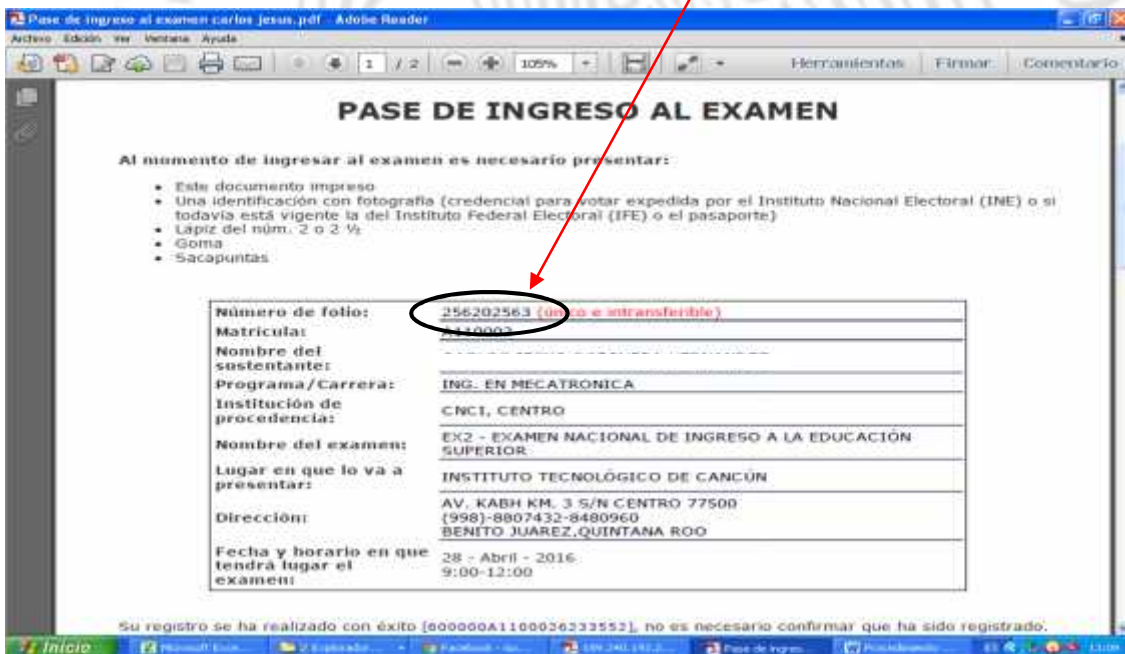 Pase de ingreso al examen carlos jesus.pdf - Adobe Reader
Archivo Edición Ver Ventana Ayuda
1 / 2 105% Herramientas Firmar Comentario
PASE DE INGRESO AL EXAMEN
Al momento de ingresar al examen es necesario presentar:
• Este documento impreso
• Una identificación con fotografía (credencial para votar expedida por el Instituto Nacional Electoral (INE) o si
todavía está vigente la del Instituto Federal Electoral (IFE) o el pasaporte)
• Lápiz del núm. 2 o 2 ½
• Goma
• Sacapuntas
Número de folio: 256202563 (único e intransferible)
Matrícula: A110002
Nombre del
sustentante:
Programa/Carrera: ING. EN MECATRONICA
Institución de
procedencia: CNCI, CENTRO
Nombre del examen: EX2 - EXAMEN NACIONAL DE INGRESO A LA EDUCACIÓN
SUPERIOR
Lugar en que lo va a
presentar: INSTITUTO TECNOLÓGICO DE CANCÚN
Dirección: AV. KABH KM. 3 S/N CENTRO 77500
(998)-8807432-8480960
BENITO JUAREZ,QUINTANA ROO
Fecha y horario en que
tendrá lugar el
examen: 28 - Abril - 2016
9:00-12:00
Su registro se ha realizado con éxito [600000A1100026233552], no es necesario confirmar que ha sido registrado.
Inicio